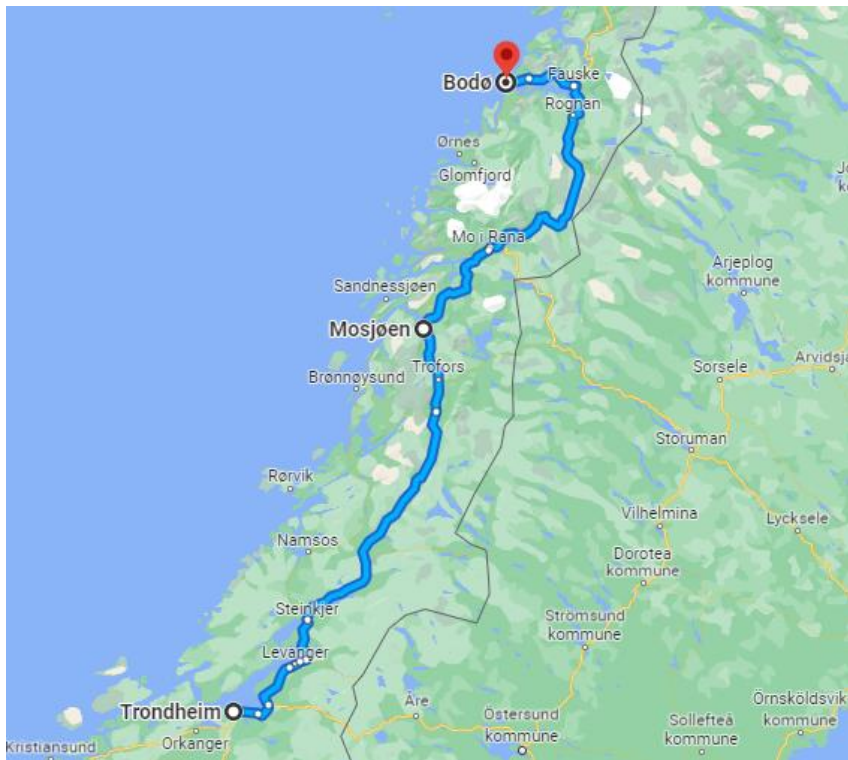 Bodø
Fauske
Rognan
Ørnes
Glomfjord
Mo i Rana
Arjeplog
kommune
Sandnessjøen
Mosjøen
Trofors
Brønnøysund
Sorsele
Arvidsja
Storuman
Rørvik
Vilhelmina
Lycksele
Namsos
Dorotea
kommune
Steinkjer
Strömsund
kommune
Levanger
Trondheim
Orkanger
Åre
Östersund
kommune
Sollefteå
kommune
Örnsköldsvik
kommune
Kristiansund